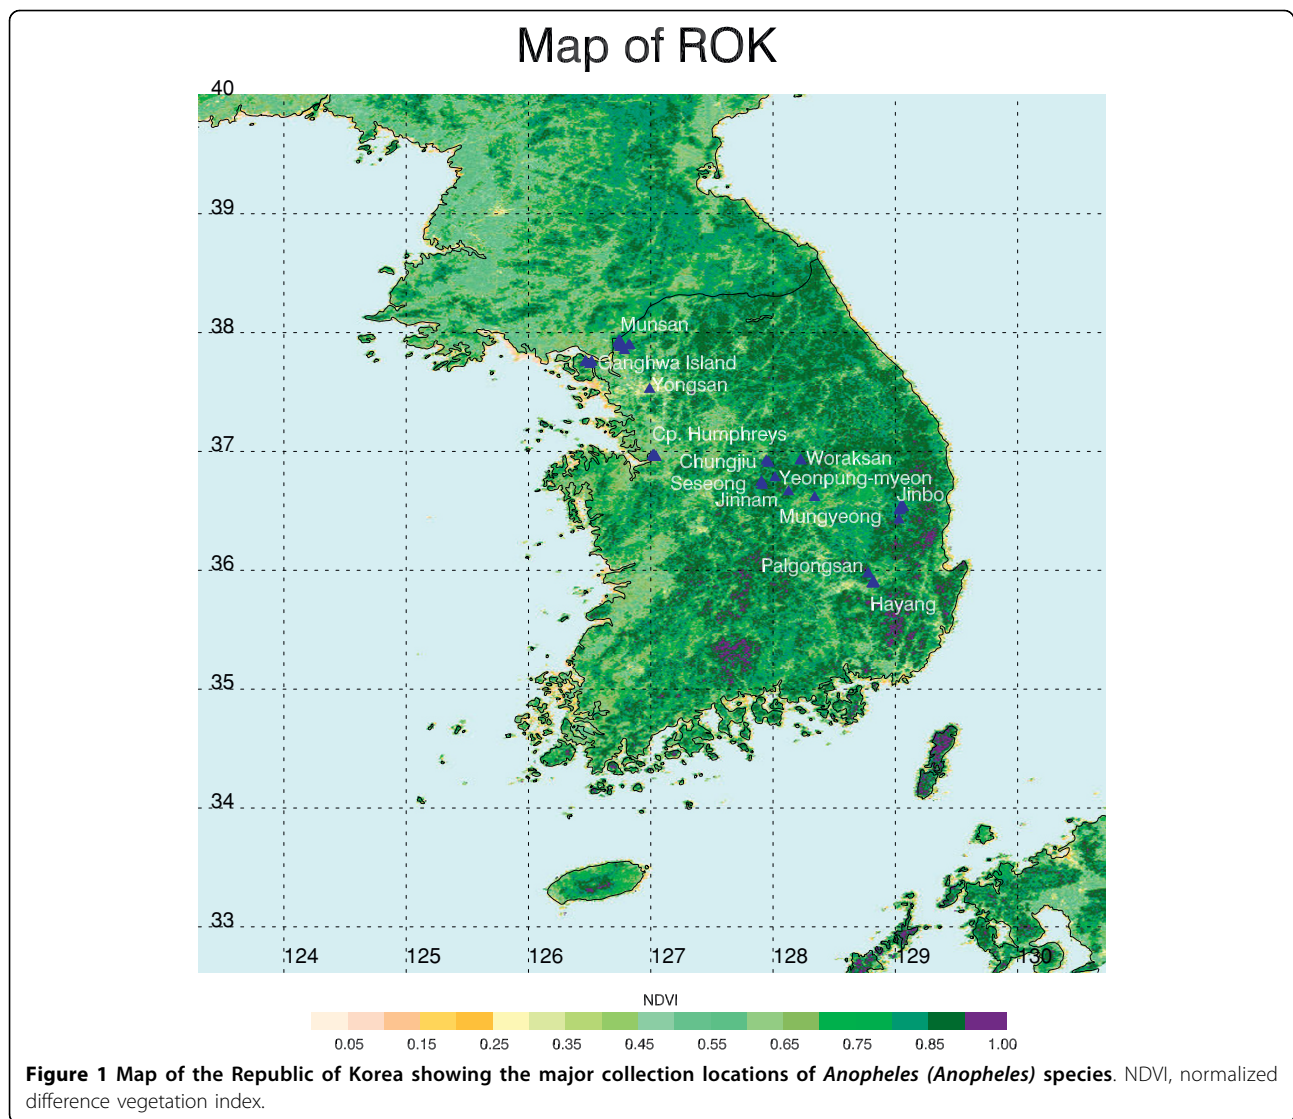 Map of ROK
40
39
38
Munsan
Ganghwa Island
Yongsan
37
Cp. Humphreys
Chungjiu
Woraksan
Seseong
Yeonpung-myeon
Jinnam
Jinbo
Mungyeong
36
Palgongsan
Hayang
35
34
33
124 125 126 127 128 129 130
NDVI
0.05 0.15 0.25 0.35 0.45 0.55 0.65 0.75 0.85 1.00
Figure 1 Map of the Republic of Korea showing the major collection locations of Anopheles (Anopheles) species. NDVI, normalized
difference vegetation index.